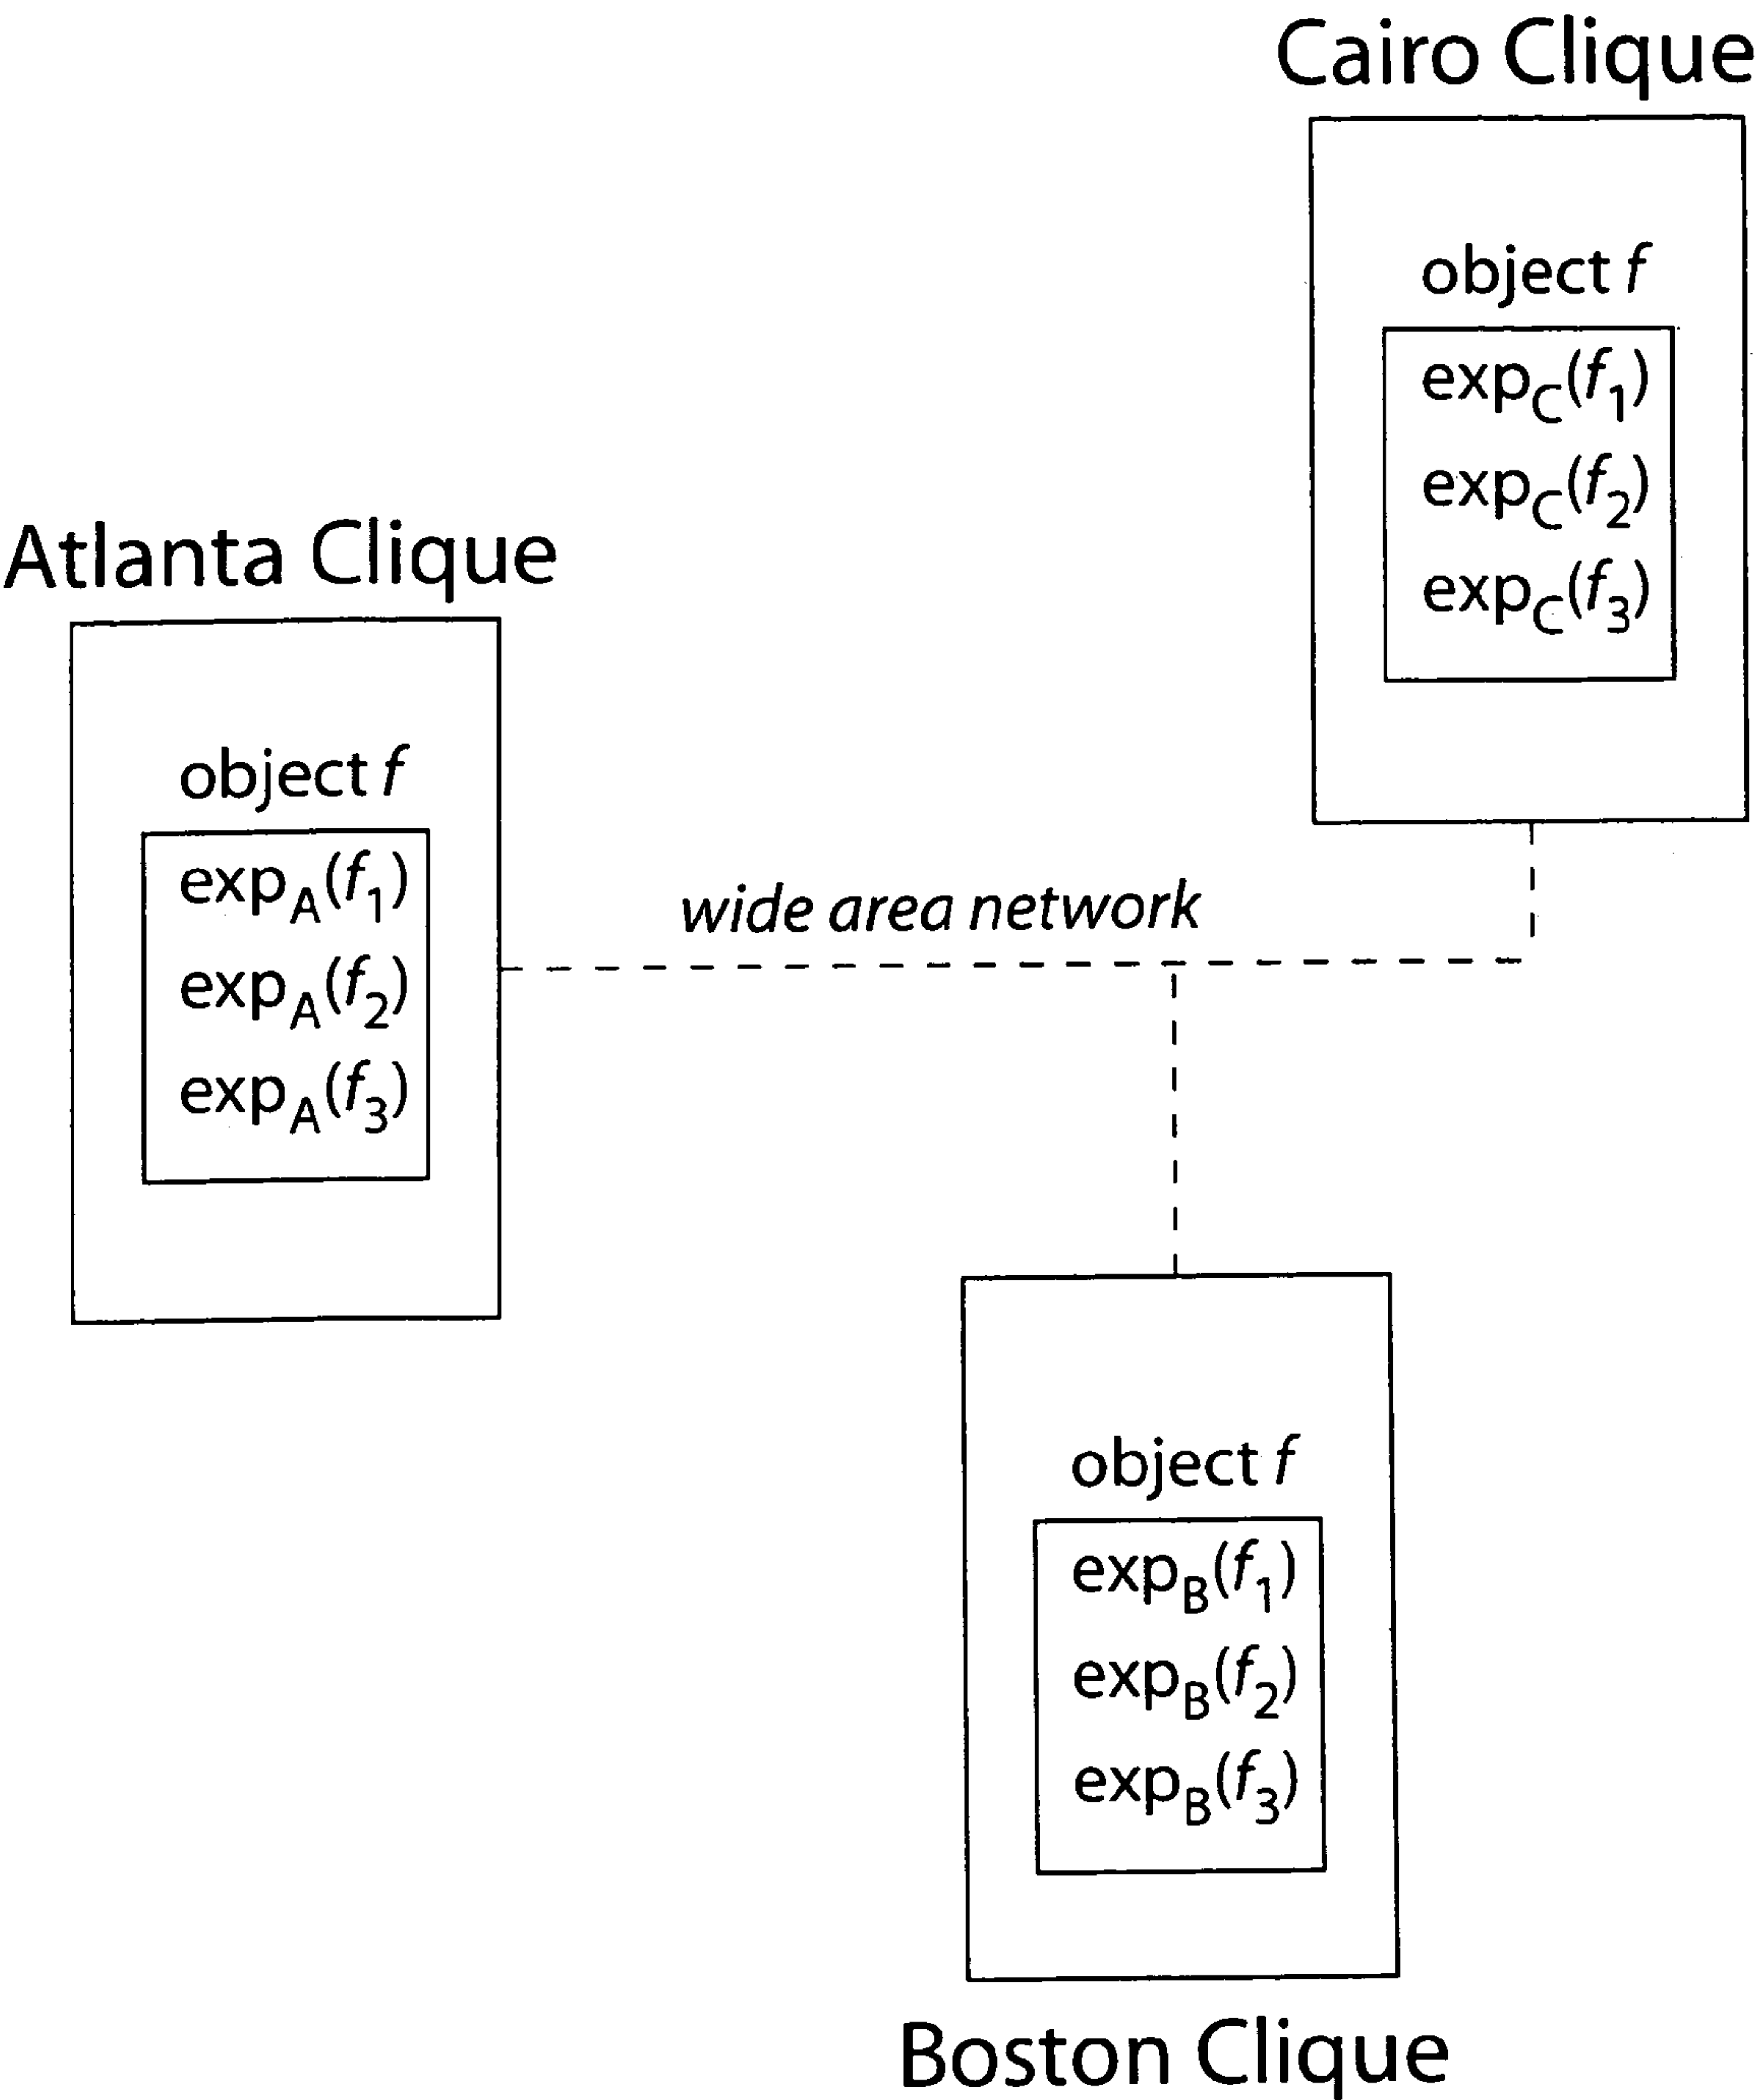 Cairo Clique
object f
exp_C(f_1)
exp_C(f_2)
exp_C(f_3)
Atlanta Clique
object f
exp_A(f_1)
exp_A(f_2)
exp_A(f_3)
wide area network
object f
exp_B(f_1)
exp_B(f_2)
exp_B(f_3)
Boston Clique